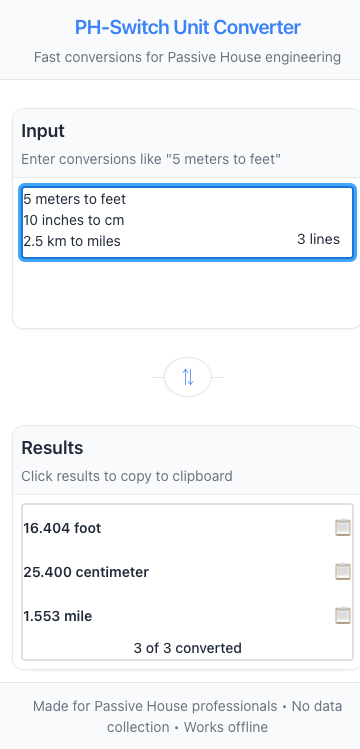 PH-Switch Unit Converter
Fast conversions for Passive House engineering
Input
Enter conversions like "5 meters to feet"
5 meters to feet
10 inches to cm
2.5 km to miles
3 lines
Results
Click results to copy to clipboard
16.404 foot
25.400 centimeter
1.553 mile
3 of 3 converted
Made for Passive House professionals • No data
collection • Works offline